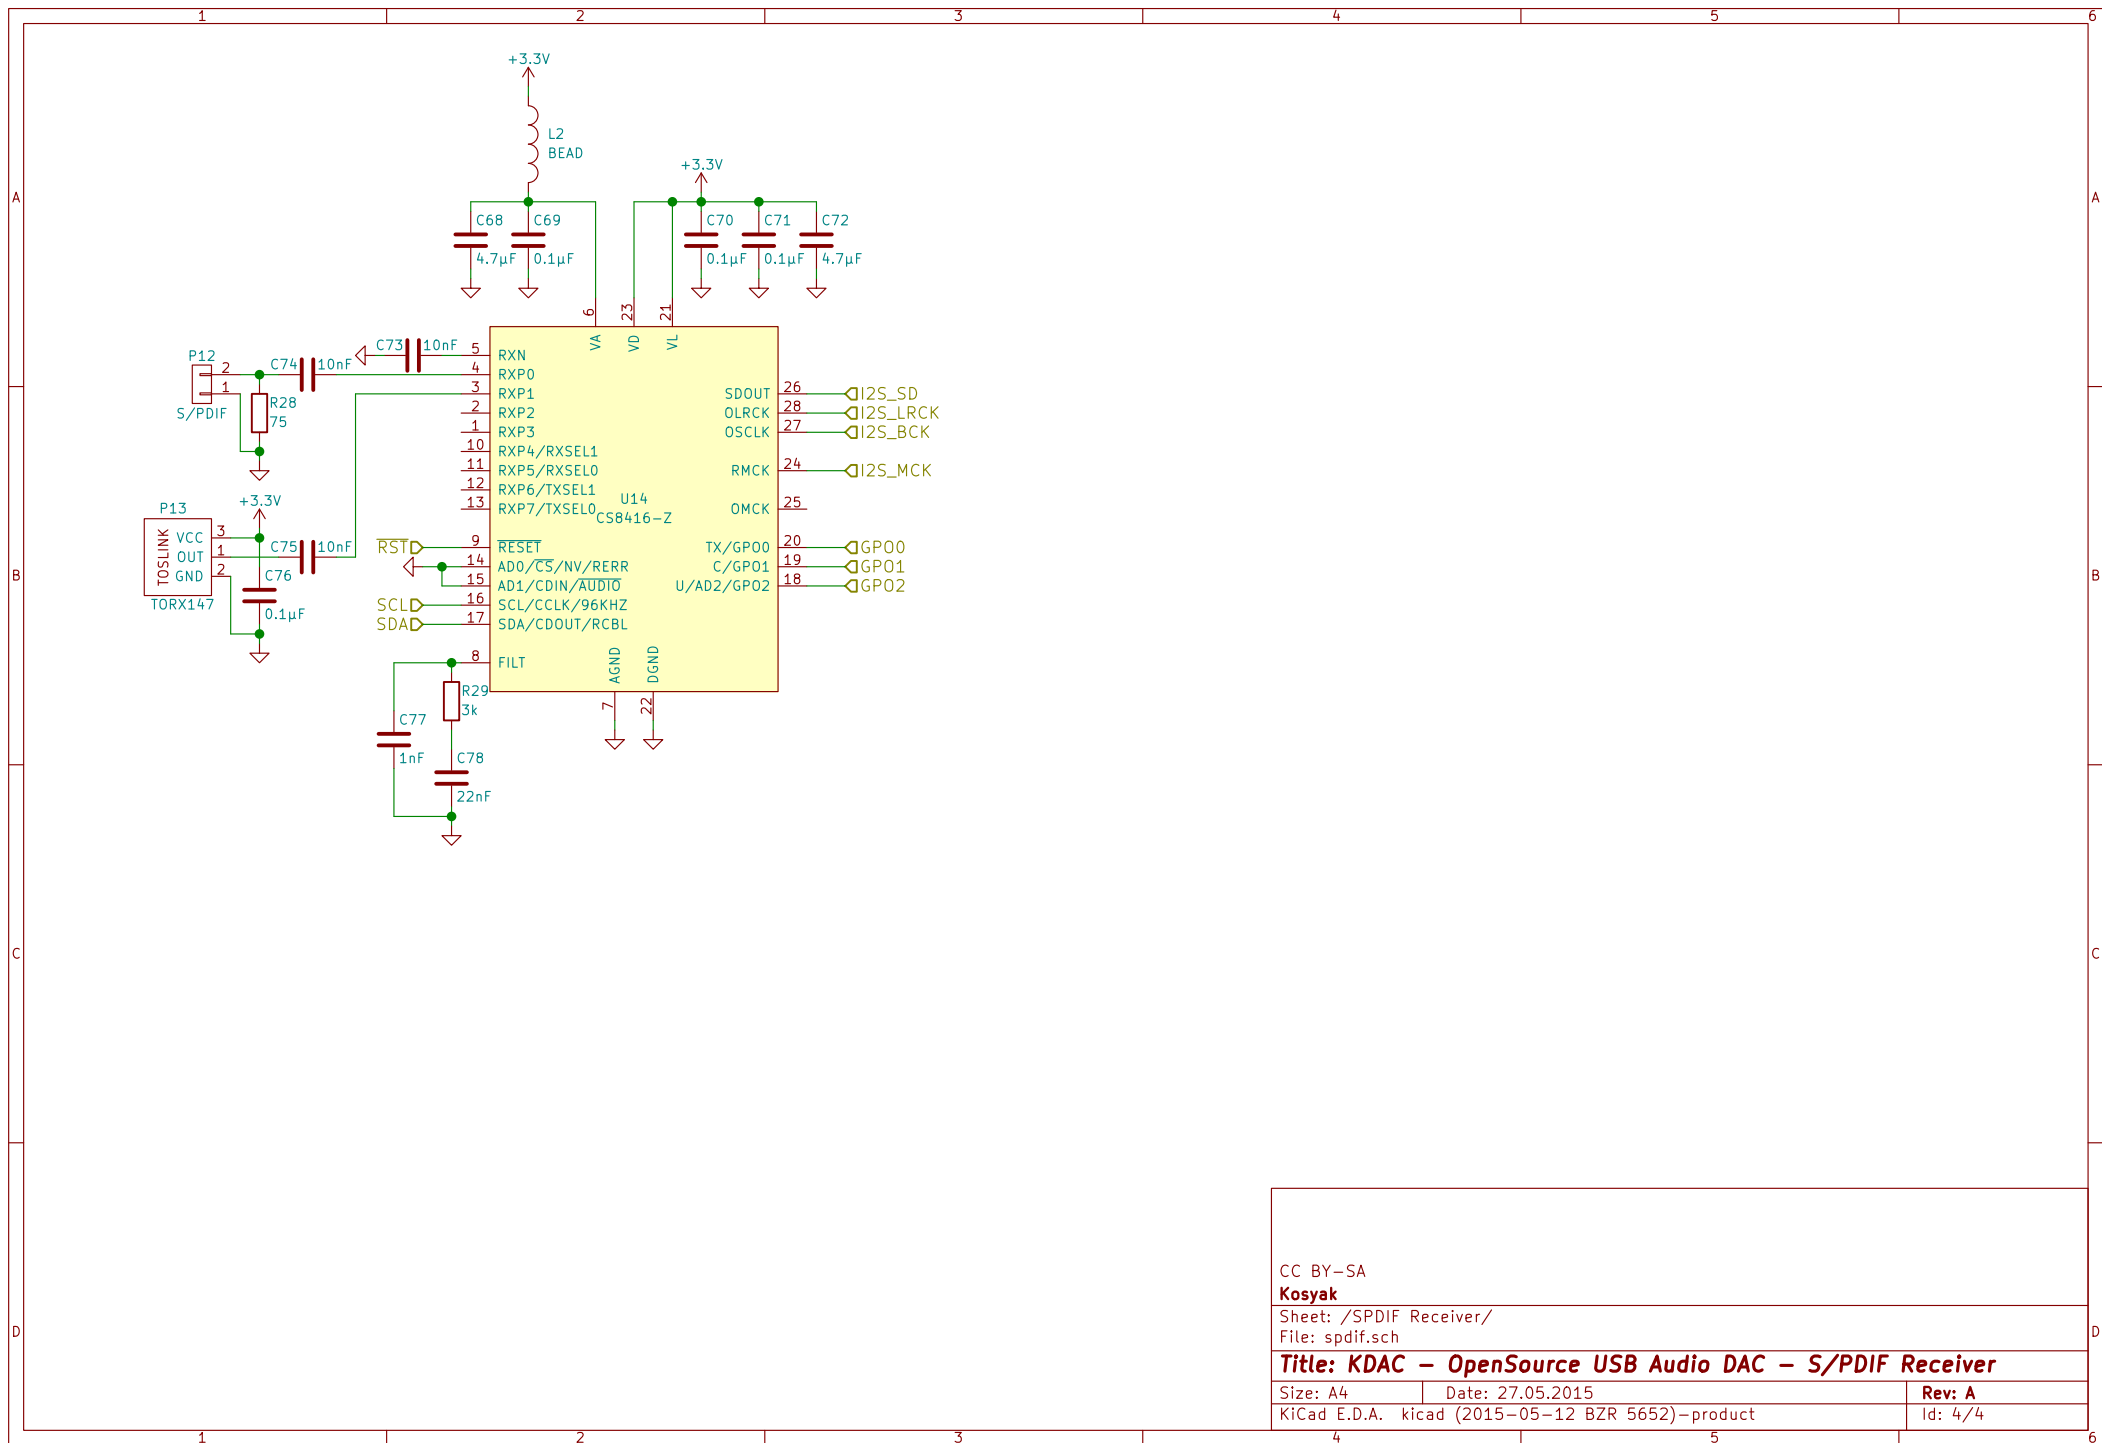 1 2 3 4 5 6
A A
B B
C C
D D
+3.3V
L2
BEAD
+3.3V
C68
4.7µF
C69
0.1µF
C70
0.1µF
C71
0.1µF
C72
4.7µF
6
23
21
VA
VD
VL
P12
2
1
S/PDIF
C74 10nF
C73 10nF
R28
75
5 RXN
4 RXP0
3 RXP1
2 RXP2
1 RXP3
10 RXP4/RXSEL1
11 RXP5/RXSEL0
12 RXP6/TXSEL1
13 RXP7/TXSEL0
U14
CS8416-Z
RST 9 RESET
14 AD0/CS/NV/RERR
15 AD1/CDIN/AUDIO
SCL 16 SCL/CCLK/96KHZ
SDA 17 SDA/CDOUT/RCBL
8 FILT
SDOUT 26 I2S_SD
OLRCK 28 I2S_LRCK
OSCLK 27 I2S_BCK
RMCK 24 I2S_MCK
OMCK 25
TX/GPO0 20 GPO0
C/GPO1 19 GPO1
U/AD2/GPO2 18 GPO2
AGND
DGND
7
22
+3.3V
P13
TOSLINK
VCC 3
OUT 1
GND 2
TORX147
C75 10nF
C76
0.1µF
R29
3k
C77
1nF
C78
22nF
CC BY-SA
Kosyak
Sheet: /SPDIF Receiver/
File: spdif.sch
Title: KDAC - OpenSource USB Audio DAC - S/PDIF Receiver
Size: A4 Date: 27.05.2015 Rev: A
KiCad E.D.A. kicad (2015-05-12 BZR 5652)-product Id: 4/4
1 2 3 4 5 6